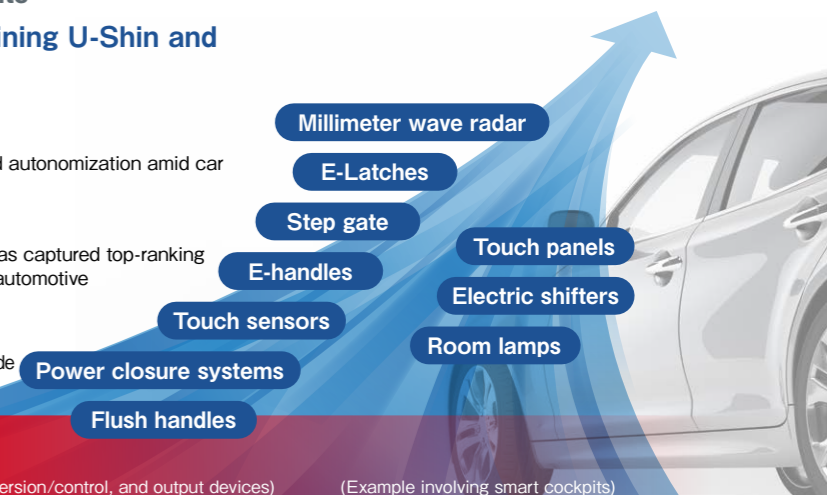 ining U-Shin and
Millimeter wave radar
autonomization amid car
E-Latches
Step gate
as captured top-ranking
automotive
Touch panels
E-handles
Electric shifters
Touch sensors
Room lamps
Power closure systems
Flush handles
ersion/control, and output devices)
(Example involving smart cockpits)